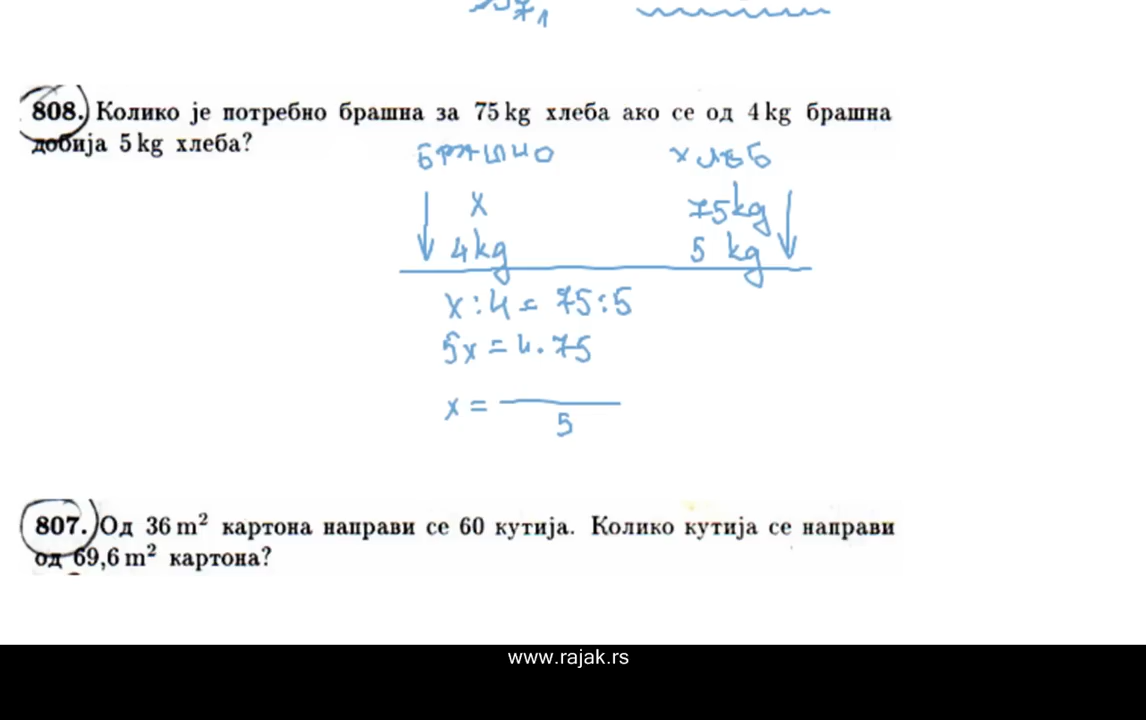 808. Колико је потребно брашна за 75 kg хлеба ако се од 4 kg брашна
добија 5 kg хлеба?
брашно хлеб
x 75kg
4kg 5 kg
x:4 = 75:5
5x = 4·75
x = 
5
807. Од 36 m² картона направи се 60 кутија. Колико кутија се направи
од 69,6 m² картона?
www.rajak.rs